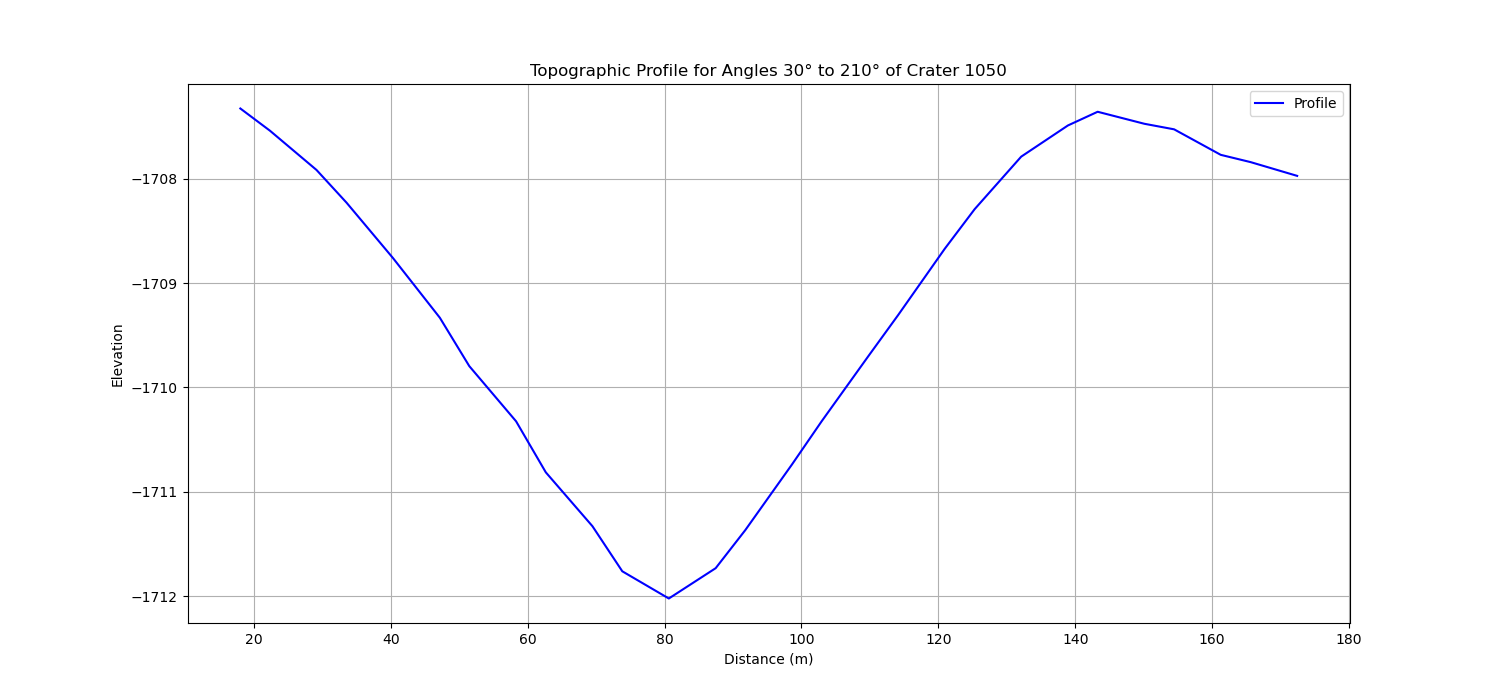 Topographic Profile for Angles 30° to 210° of Crater 1050
Profile
−1708
−1709
−1710
−1711
−1712
Elevation
20 40 60 80 100 120 140 160 180
Distance (m)